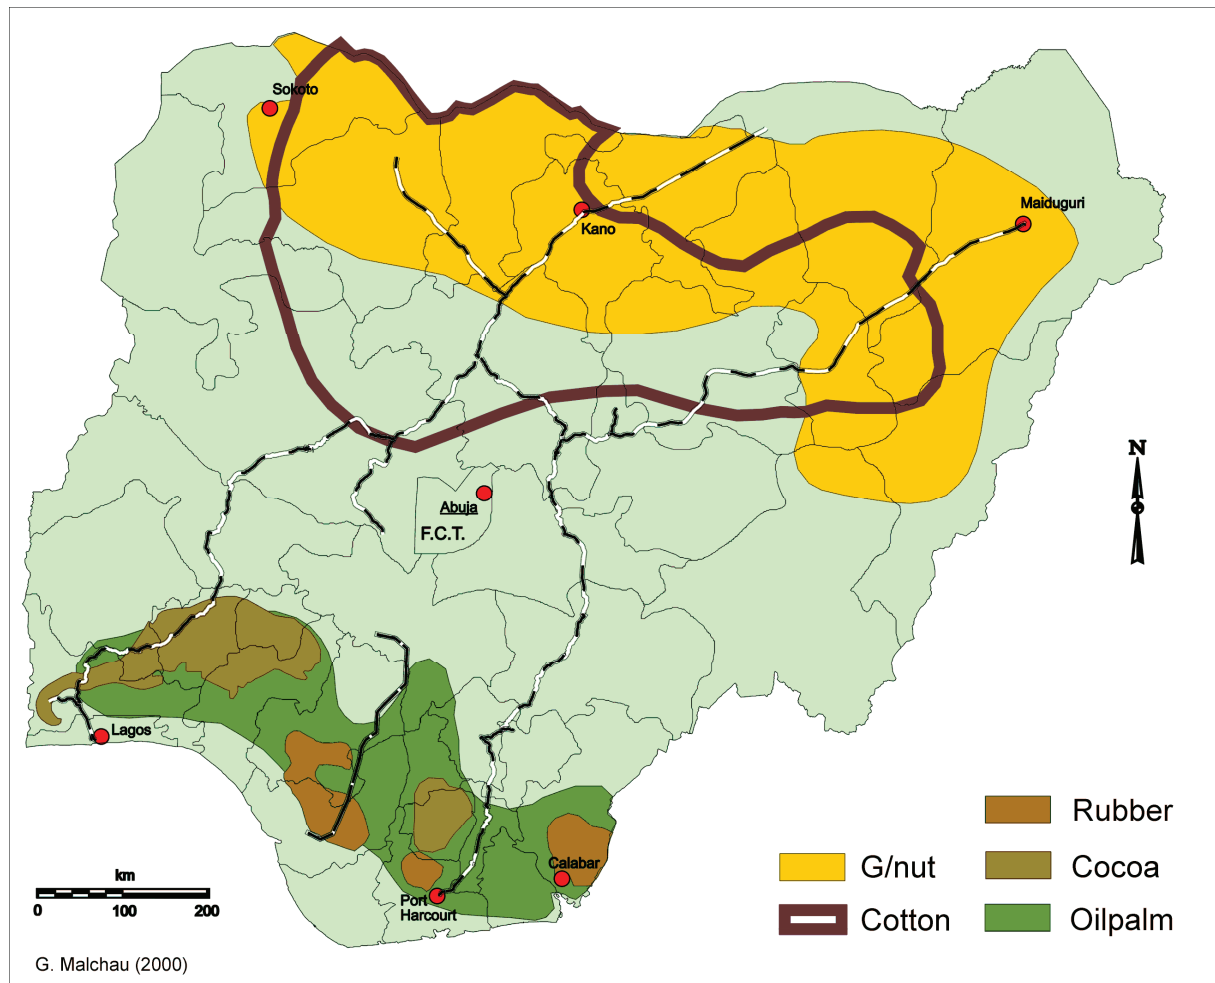 Sokoto
Kano
Maiduguri
N
Abuja
F.C.T.
Lagos
Calabar
Port
Harcourt
Rubber
G/nut
Cocoa
Cotton
Oilpalm
km
0 100 200
G. Malchau (2000)